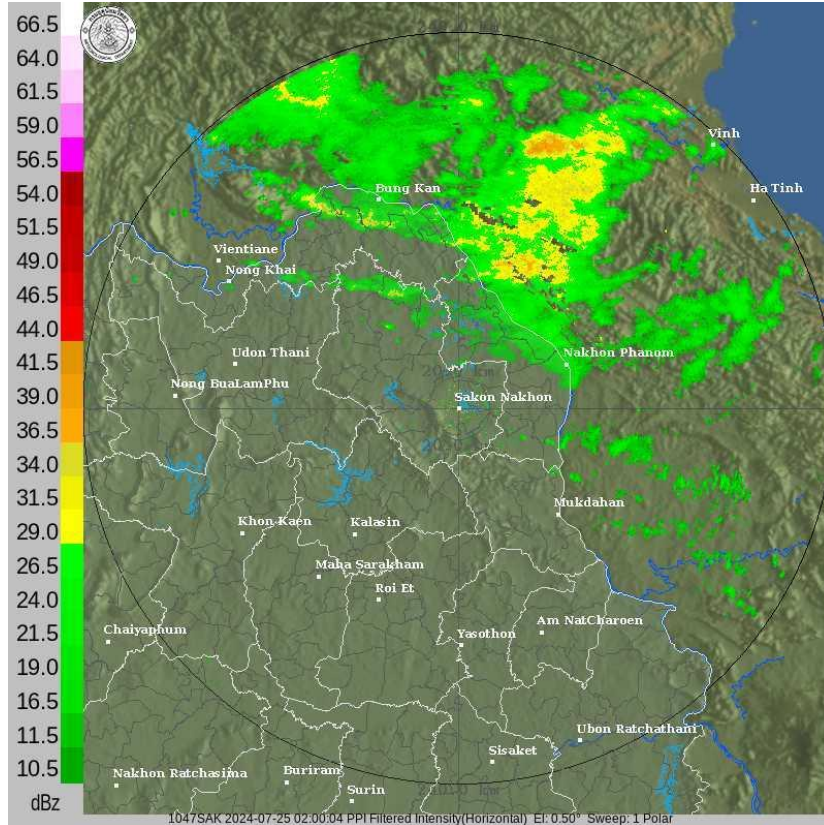 66.5
64.0
61.5
59.0
56.5
54.0
51.5
49.0
46.5
44.0
41.5
39.0
36.5
34.0
31.5
29.0
26.5
24.0
21.5
19.0
16.5
11.5
10.5
dBz
Vinh
Ha Tinh
Bung Kan
Vientiane
Nong Khai
Udon Thani
Nakhon Phanom
Nong BuaLamPhu
Sakon Nakhon
Mukdahan
Khon Kaen
Kalasin
Maha Sarakham
Roi Et
Chaiyaphum
Am NatCharoen
Yasothon
Ubon Ratchathani
Sisaket
Nakhon Ratchasima
Buriram
Surin
1047SAK 2024-07-25 02:00:04 PPI Filtered Intensity(Horizontal) El: 0.50° Sweep: 1 Polar